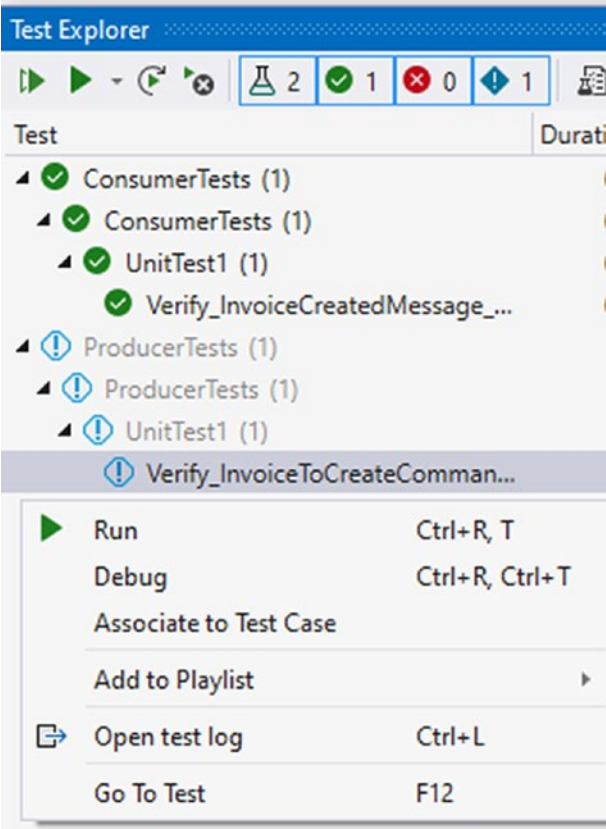 Test Explorer
2 1 0 1
Test Durati
ConsumerTests (1)
ConsumerTests (1)
UnitTest1 (1)
Verify_InvoiceCreatedMessage_...
ProducerTests (1)
ProducerTests (1)
UnitTest1 (1)
Verify_InvoiceToCreateComman...
Run Ctrl+R, T
Debug Ctrl+R, Ctrl+T
Associate to Test Case
Add to Playlist
Open test log Ctrl+L
Go To Test F12